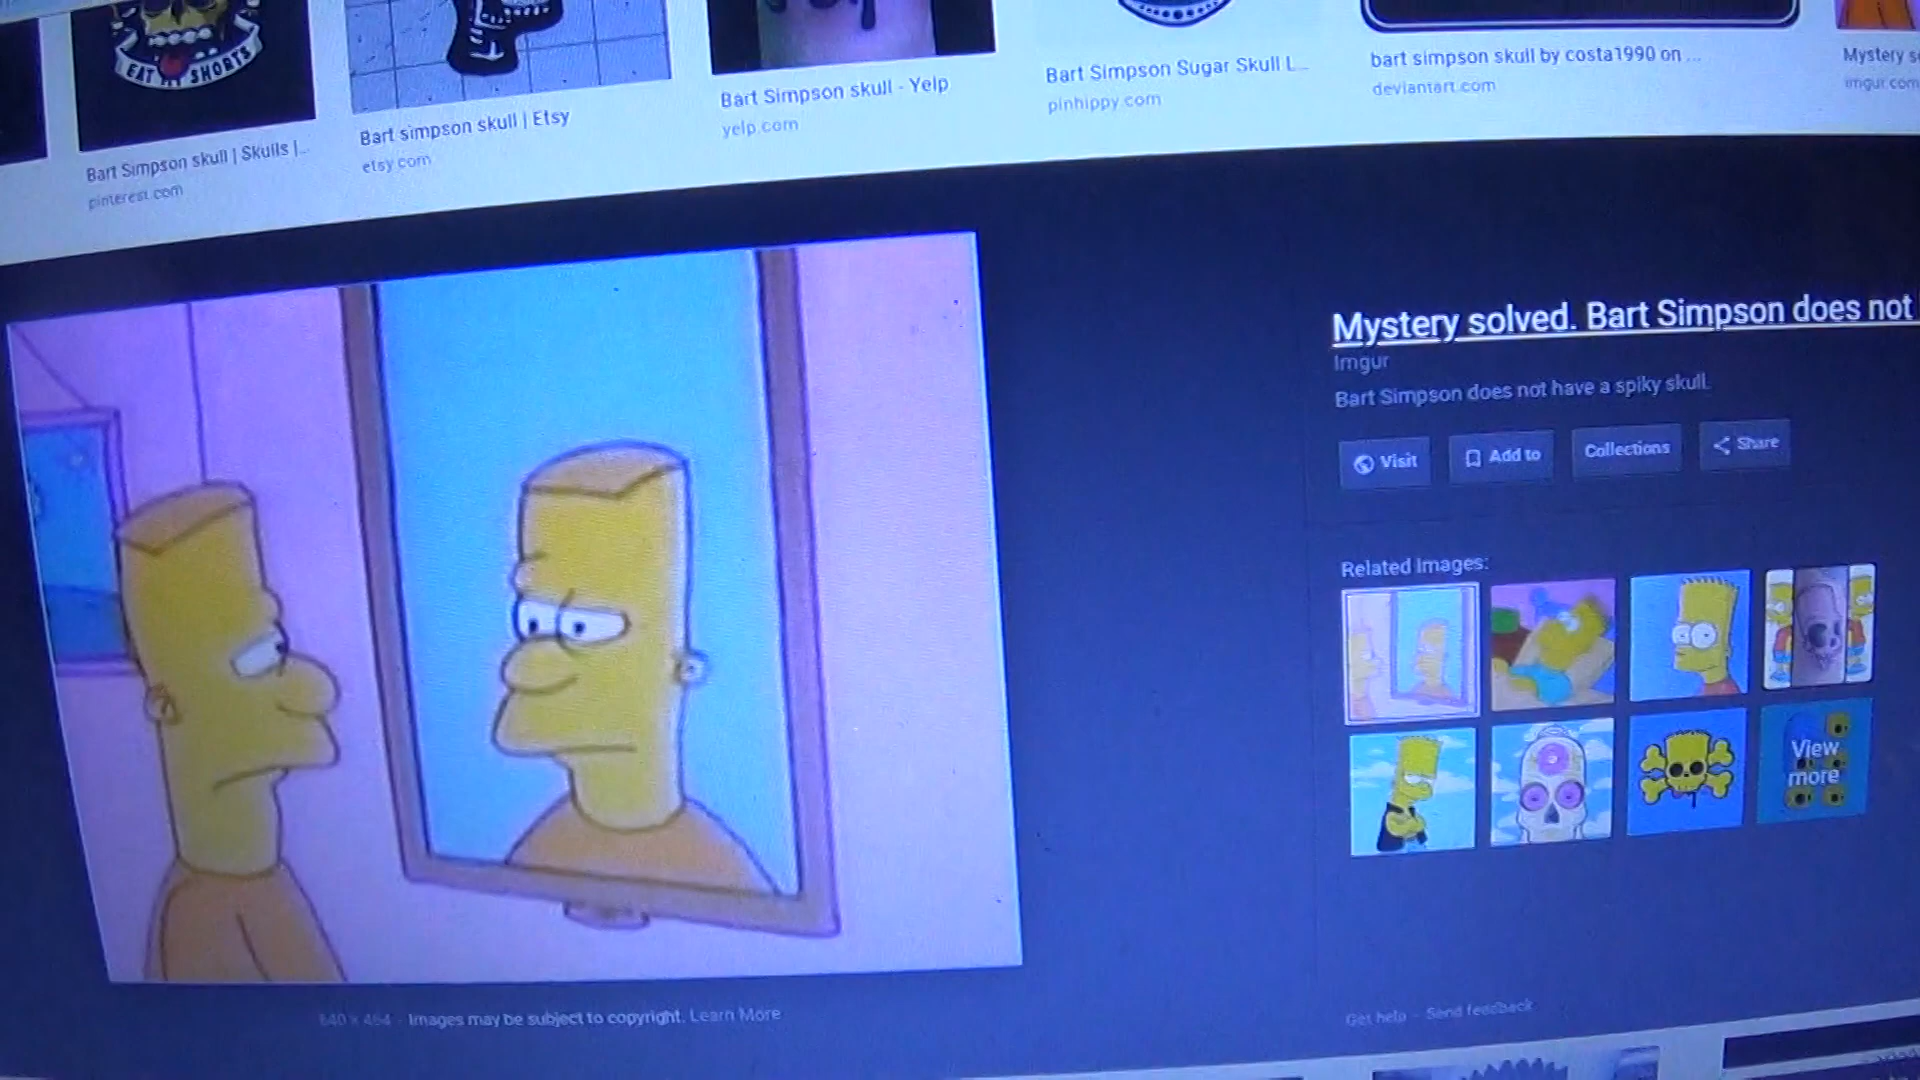 EAT MY SHORTS
Bart Simpson skull | Skulls |...
pinterest.com
Bart simpson skull | Etsy
etsy.com
Bart Simpson skull - Yelp
yelp.com
Bart Simpson Sugar Skull L...
pinhippy.com
bart simpson skull by costa1990 on ...
deviantart.com
Mystery s
imgur.com
Mystery solved. Bart Simpson does not
Imgur
Bart Simpson does not have a spiky skull.
Visit
Add to
Collections
Share
Related Images:
View
more
640 × 464 - Images may be subject to copyright. Learn More
Get help - Send feedback